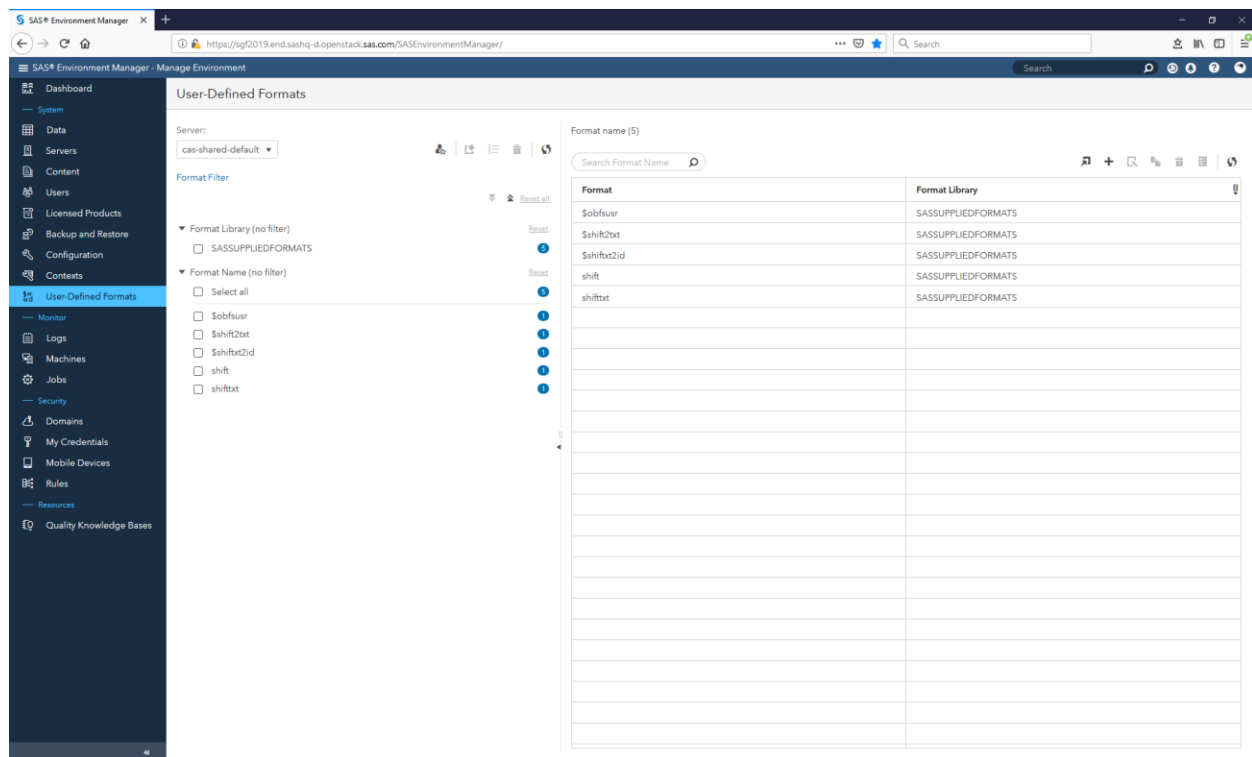 SAS® Environment Manager
https://sgf2019.end.sashq-d.openstack.sas.com/SASEnvironmentManager/
Search
SAS® Environment Manager - Manage Environment
Search
Dashboard
System
Data
Servers
Content
Users
Licensed Products
Backup and Restore
Configuration
Contexts
User-Defined Formats
Monitor
Logs
Machines
Jobs
Security
Domains
My Credentials
Mobile Devices
Rules
Resources
Quality Knowledge Bases
User-Defined Formats
Server:
cas-shared-default
Format Filter
Reset all
Format Library (no filter) Reset
SASSUPPLIEDFORMATS 5
Format Name (no filter) Reset
Select all 5
$obfsusr 1
$shift2txt 1
$shiftxt2id 1
shift 1
shifttxt 1
Format name (5)
Search Format Name
Format Format Library
$obfsusr SASSUPPLIEDFORMATS
$shift2txt SASSUPPLIEDFORMATS
$shiftxt2id SASSUPPLIEDFORMATS
shift SASSUPPLIEDFORMATS
shifttxt SASSUPPLIEDFORMATS